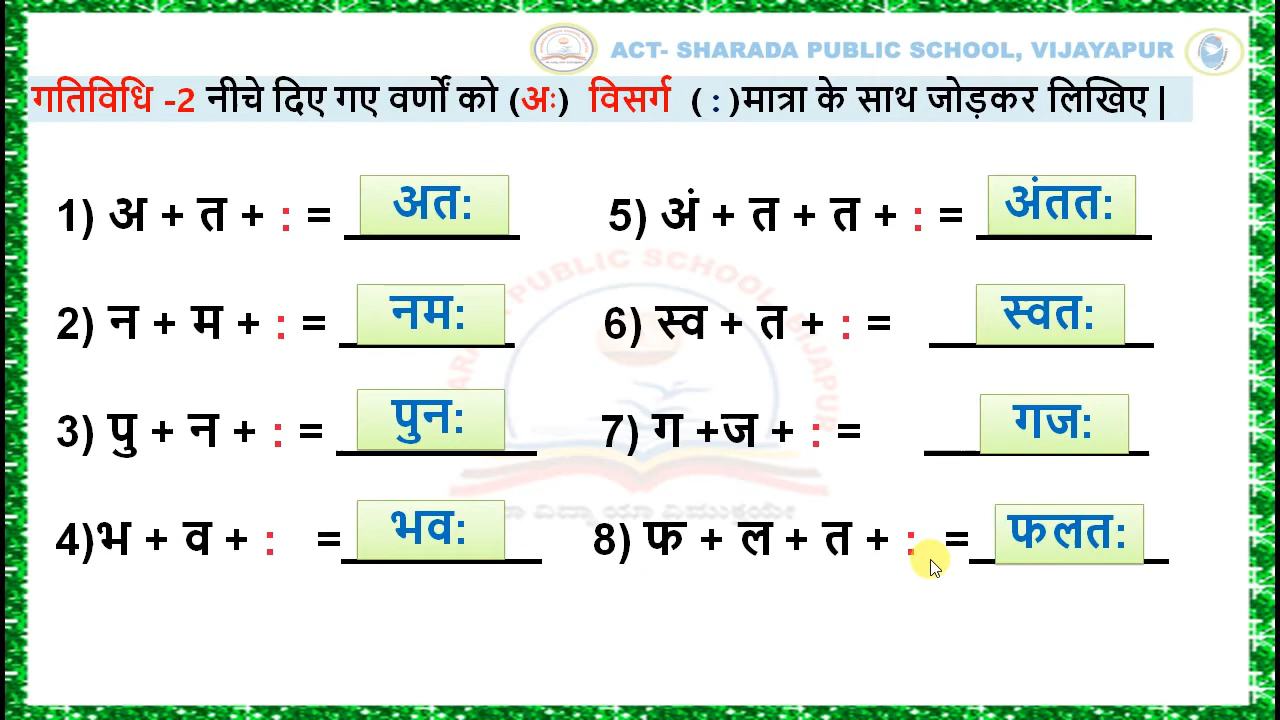 ACT- SHARADA PUBLIC SCHOOL, VIJAYAPUR
गतिविधि -2 नीचे दिए गए वर्णों को (अः) विसर्ग ( : )मात्रा के साथ जोड़कर लिखिए |
1) अ + त + : = अतः
5) अं + त + त + : = अंततः
2) न + म + : = नमः
6) स्व + त + : = स्वतः
3) पु + न + : = पुनः
7) ग +ज + : = गजः
4)भ + व + : = भवः
8) फ + ल + त + : = फलतः